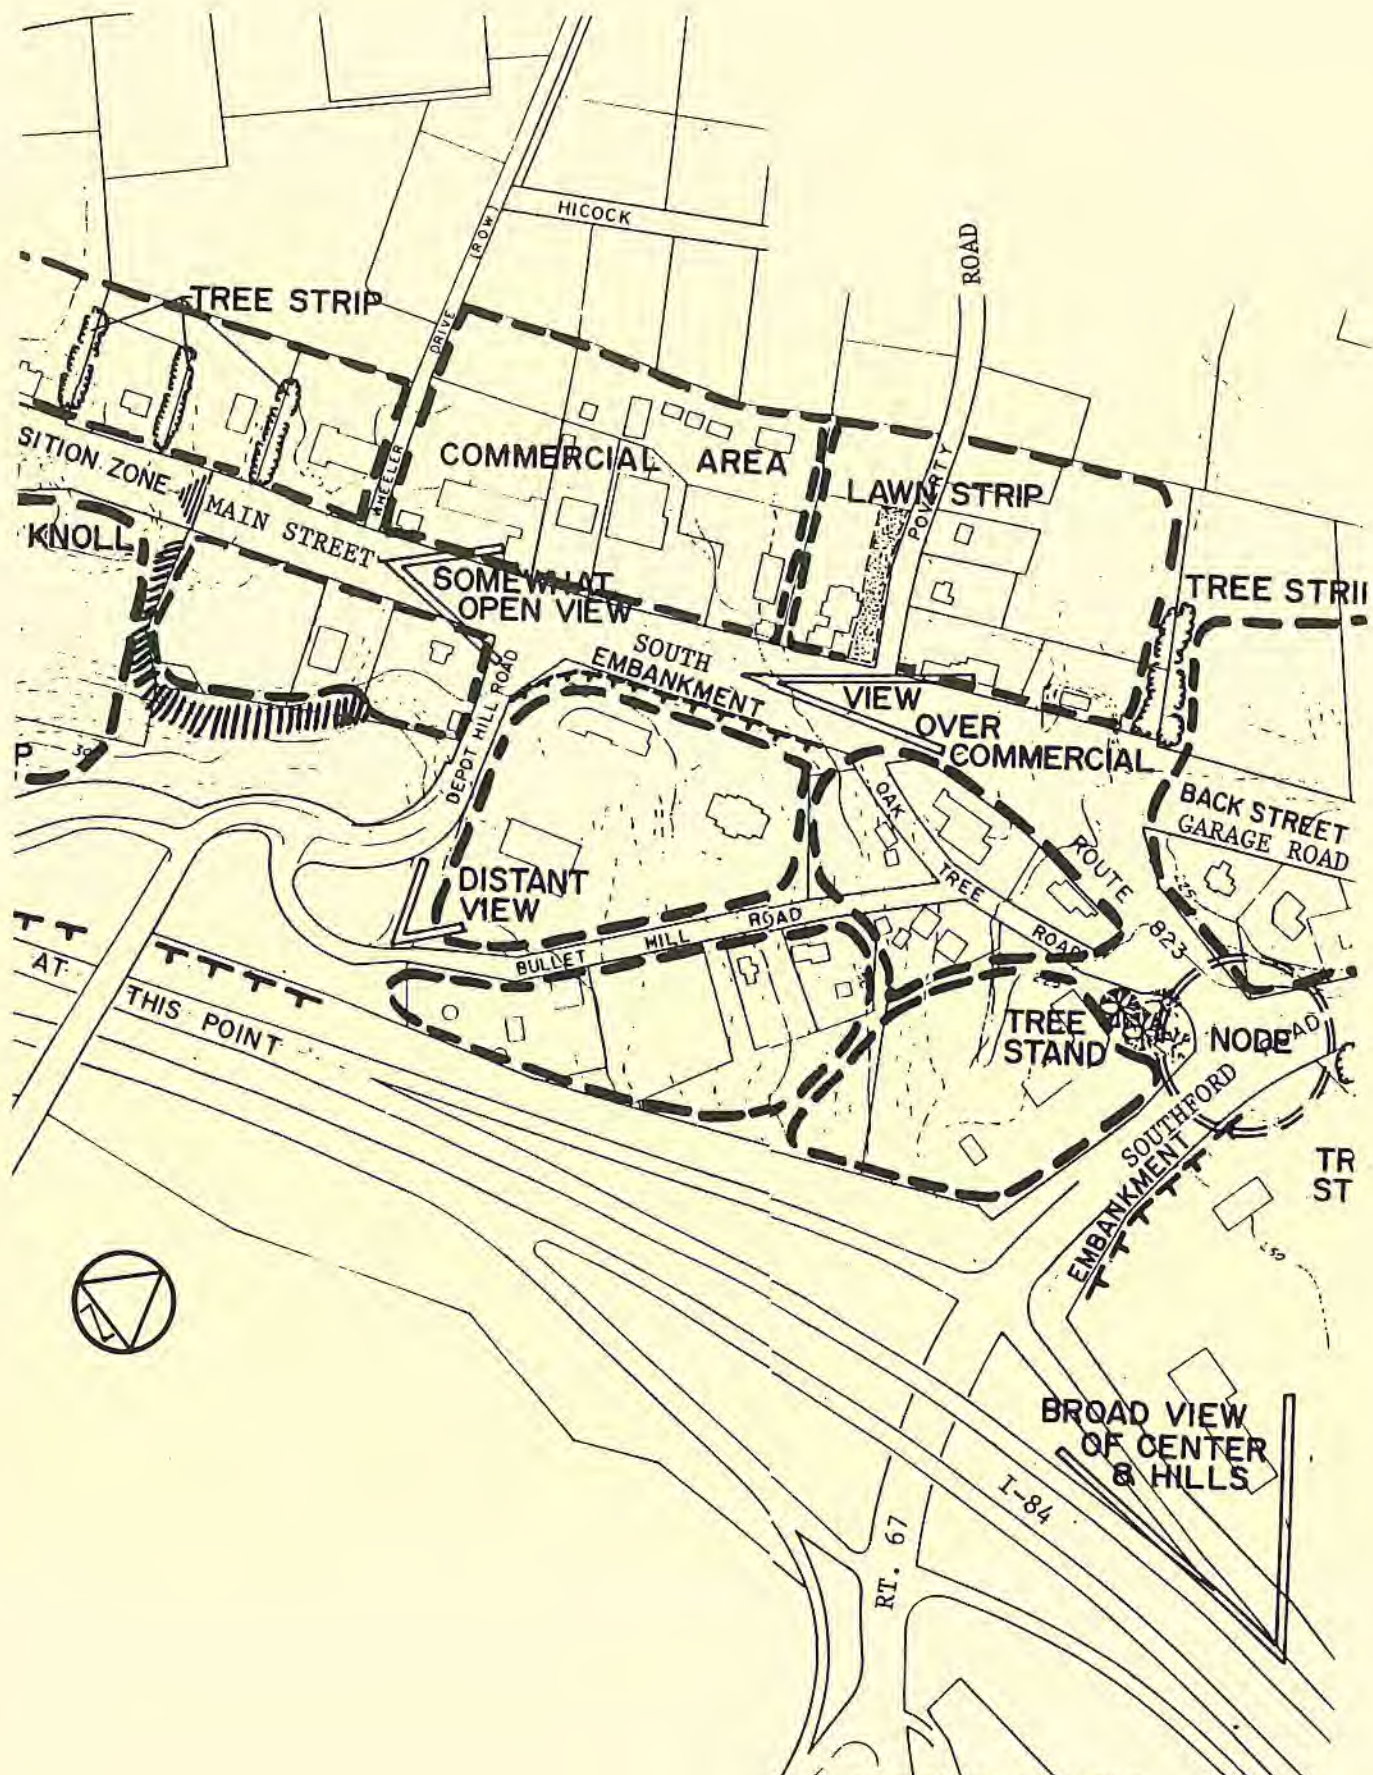 HICOCK
(ROW)
ROAD
TREE STRIP
DRIVE
COMMERCIAL AREA
SITION ZONE
WHEELER
LAWN STRIP
POVERTY
MAIN STREET
KNOLL
SOMEWHAT
OPEN VIEW
TREE STRII
SOUTH
EMBANKMENT
VIEW
OVER
COMMERCIAL
DEPOT HILL ROAD
P
OAK
TREE
ROAD
BACK STREET
GARAGE ROAD
ROUTE
823
DISTANT
VIEW
BULLET HILL ROAD
AT
THIS POINT
TREE
STAND
NODE
ROAD
SOUTHFORD
EMBANKMENT
TR
ST
250
BROAD VIEW
OF CENTER
& HILLS
I-84
RT. 67